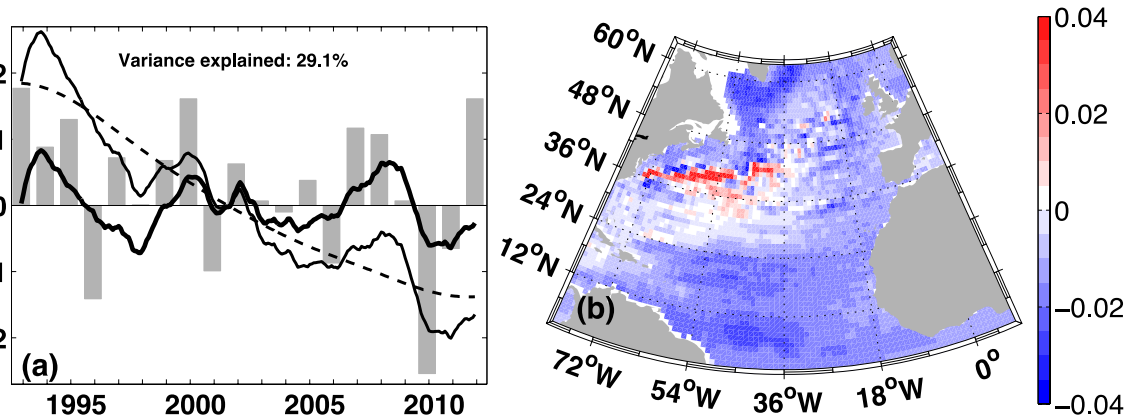 Variance explained: 29.1%
2
1
0
1
2
(a)
1995 2000 2005 2010
60°N
48°N
36°N
24°N
12°N
(b)
72°W 54°W 36°W 18°W 0°
0.04
0.02
0
−0.02
−0.04